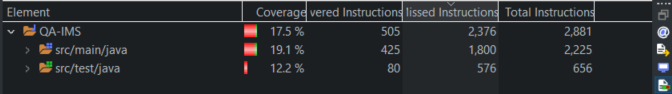 Element Coverage vered Instructions lissed Instructions Total Instructions
QA-IMS 17.5 % 505 2,376 2,881
src/main/java 19.1 % 425 1,800 2,225
src/test/java 12.2 % 80 576 656